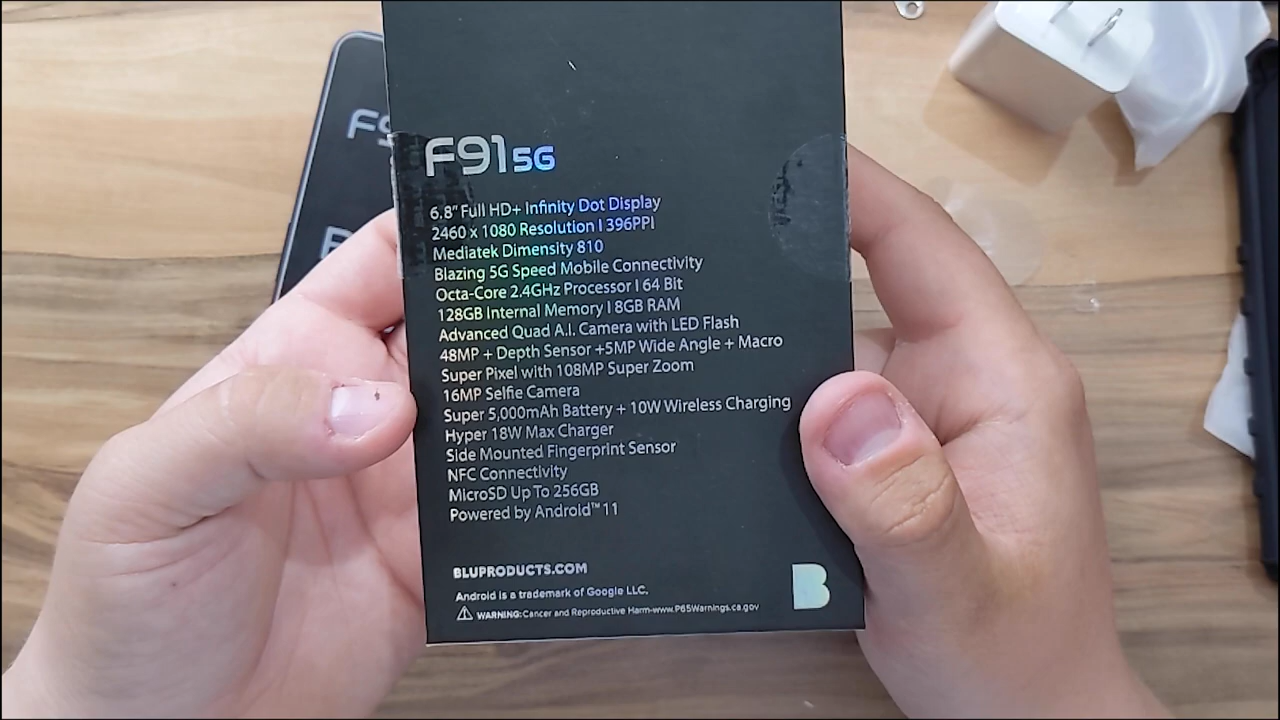 F9
F91 5G
6.8" Full HD+ Infinity Dot Display
2460 x 1080 Resolution I 396PPI
Mediatek Dimensity 810
Blazing 5G Speed Mobile Connectivity
Octa-Core 2.4GHz Processor I 64 Bit
128GB Internal Memory I 8GB RAM
Advanced Quad A.I. Camera with LED Flash
48MP + Depth Sensor +5MP Wide Angle + Macro
Super Pixel with 108MP Super Zoom
16MP Selfie Camera
Super 5,000mAh Battery + 10W Wireless Charging
Hyper 18W Max Charger
Side Mounted Fingerprint Sensor
NFC Connectivity
MicroSD Up To 256GB
Powered by Android™ 11
BLUPRODUCTS.COM
Android is a trademark of Google LLC.
WARNING:Cancer and Reproductive Harm-www.P65Warnings.ca.gov
B